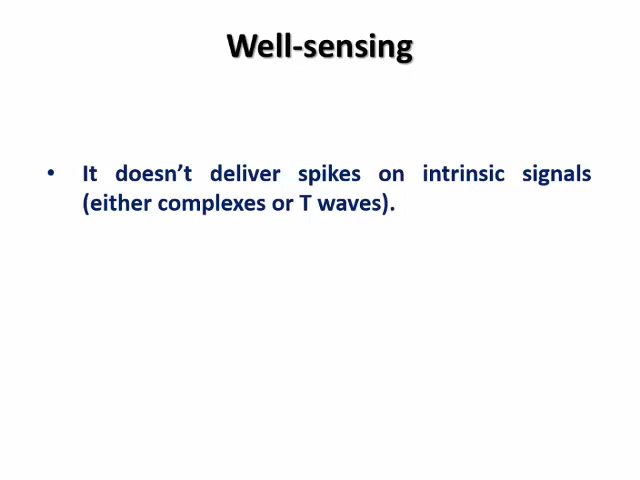 Well-sensing
• It doesn’t deliver spikes on intrinsic signals
(either complexes or T waves).